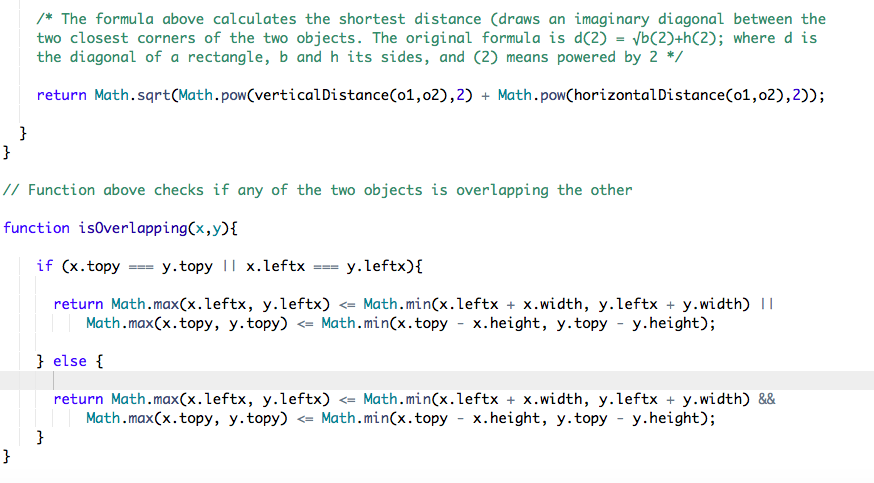 /* The formula above calculates the shortest distance (draws an imaginary diagonal between the
two closest corners of the two objects. The original formula is d(2) = √b(2)+h(2); where d is
the diagonal of a rectangle, b and h its sides, and (2) means powered by 2 */
return Math.sqrt(Math.pow(verticalDistance(o1,o2),2) + Math.pow(horizontalDistance(o1,o2),2));
}
}
// Function above checks if any of the two objects is overlapping the other
function isOverlapping(x,y){
if (x.topy === y.topy || x.leftx === y.leftx){
return Math.max(x.leftx, y.leftx) <= Math.min(x.leftx + x.width, y.leftx + y.width) ||
Math.max(x.topy, y.topy) <= Math.min(x.topy - x.height, y.topy - y.height);
} else {
return Math.max(x.leftx, y.leftx) <= Math.min(x.leftx + x.width, y.leftx + y.width) &&
Math.max(x.topy, y.topy) <= Math.min(x.topy - x.height, y.topy - y.height);
}
}